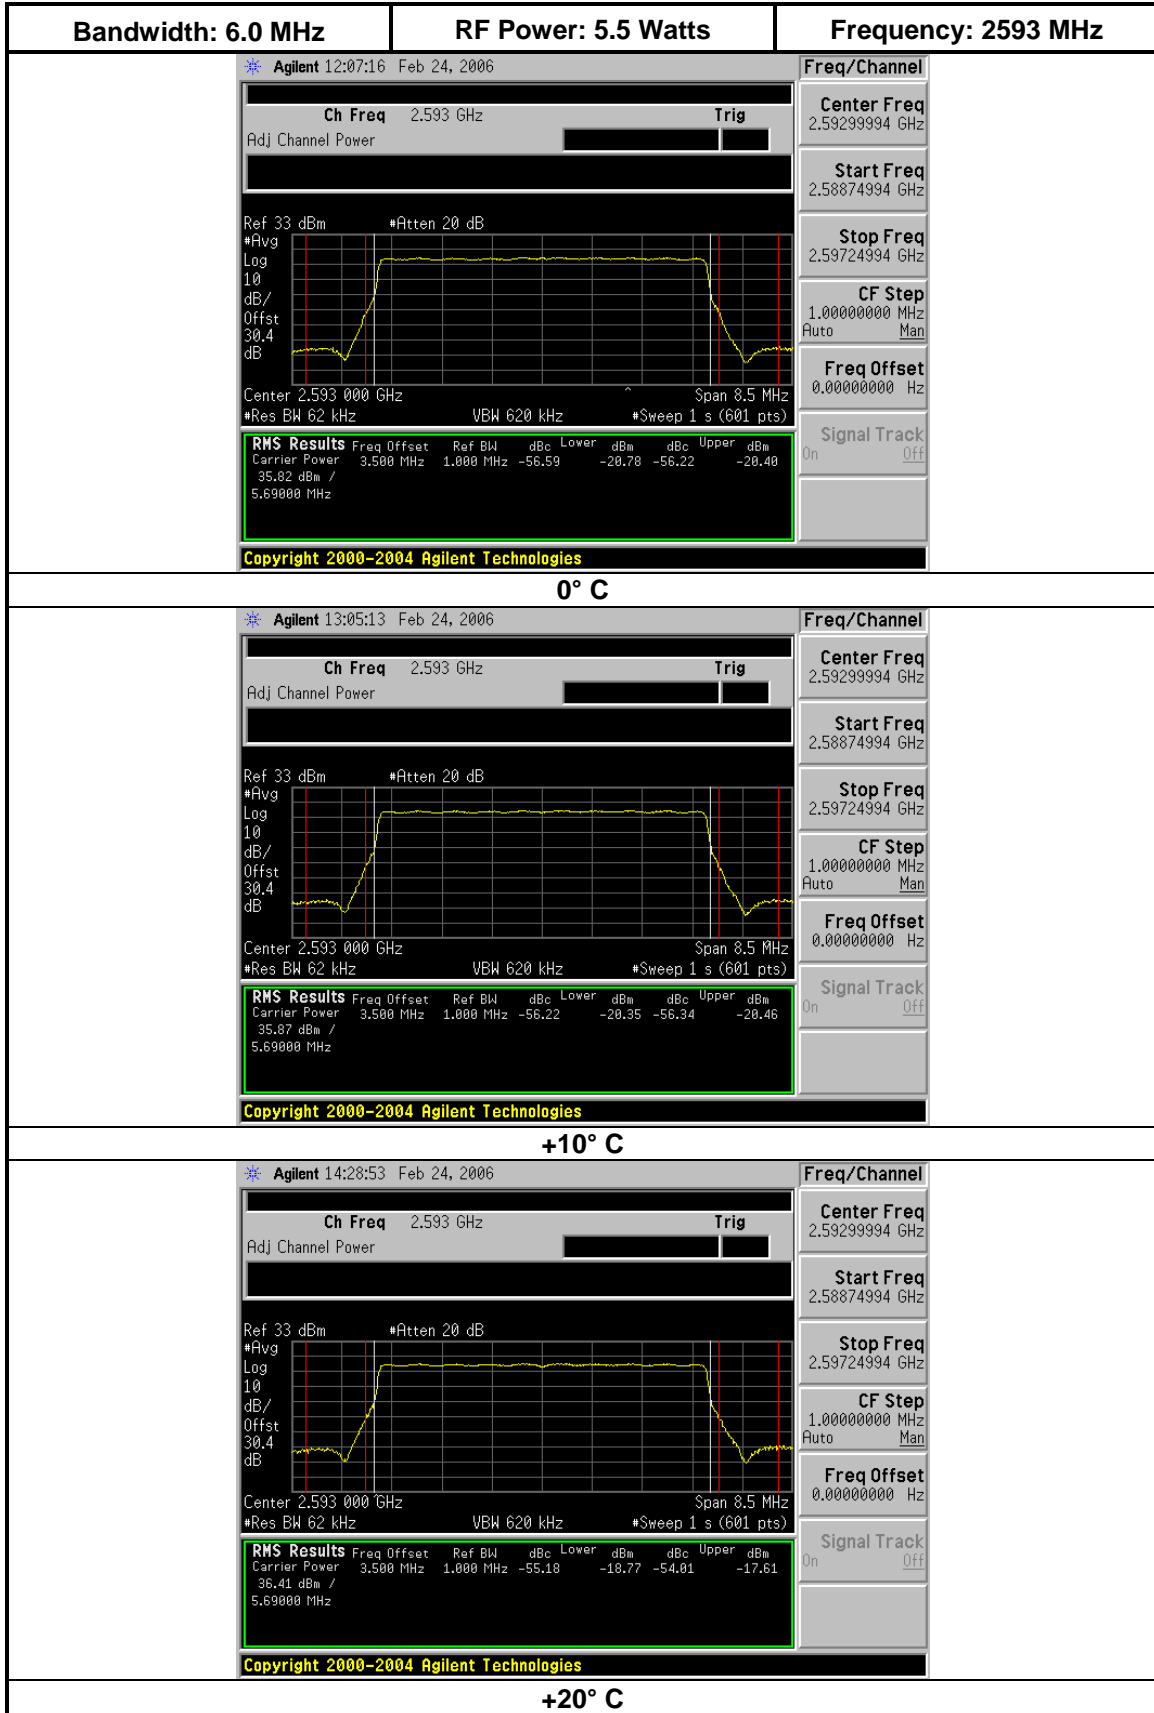 Bandwidth: 6.0 MHz RF Power: 5.5 Watts Frequency: 2593 MHz
Agilent 12:07:16 Feb 24, 2006 Freq/Channel
Ch Freq 2.593 GHz Trig
Adj Channel Power
Center Freq
2.59299994 GHz
Start Freq
2.58874994 GHz
Stop Freq
2.59724994 GHz
CF Step
1.00000000 MHz
Auto Man
Freq Offset
0.00000000 Hz
Signal Track
On Off
Ref 33 dBm #Atten 20 dB
#Avg
Log
10
dB/
Offst
30.4
dB
Center 2.593 000 GHz Span 8.5 MHz
#Res BW 62 kHz VBW 620 kHz #Sweep 1 s (601 pts)
RMS Results Freq Offset Ref BW dBc Lower dBm dBc Upper dBm
Carrier Power 3.500 MHz 1.000 MHz -56.59 -20.78 -56.22 -20.40
35.82 dBm /
5.69000 MHz
Copyright 2000-2004 Agilent Technologies
0° C
Agilent 13:05:13 Feb 24, 2006 Freq/Channel
Ch Freq 2.593 GHz Trig
Adj Channel Power
Center Freq
2.59299994 GHz
Start Freq
2.58874994 GHz
Stop Freq
2.59724994 GHz
CF Step
1.00000000 MHz
Auto Man
Freq Offset
0.00000000 Hz
Signal Track
On Off
Ref 33 dBm #Atten 20 dB
#Avg
Log
10
dB/
Offst
30.4
dB
Center 2.593 000 GHz Span 8.5 MHz
#Res BW 62 kHz VBW 620 kHz #Sweep 1 s (601 pts)
RMS Results Freq Offset Ref BW dBc Lower dBm dBc Upper dBm
Carrier Power 3.500 MHz 1.000 MHz -56.22 -20.35 -56.34 -20.46
35.87 dBm /
5.69000 MHz
Copyright 2000-2004 Agilent Technologies
+10° C
Agilent 14:28:53 Feb 24, 2006 Freq/Channel
Ch Freq 2.593 GHz Trig
Adj Channel Power
Center Freq
2.59299994 GHz
Start Freq
2.58874994 GHz
Stop Freq
2.59724994 GHz
CF Step
1.00000000 MHz
Auto Man
Freq Offset
0.00000000 Hz
Signal Track
On Off
Ref 33 dBm #Atten 20 dB
#Avg
Log
10
dB/
Offst
30.4
dB
Center 2.593 000 GHz Span 8.5 MHz
#Res BW 62 kHz VBW 620 kHz #Sweep 1 s (601 pts)
RMS Results Freq Offset Ref BW dBc Lower dBm dBc Upper dBm
Carrier Power 3.500 MHz 1.000 MHz -55.18 -18.77 -54.01 -17.61
36.41 dBm /
5.69000 MHz
Copyright 2000-2004 Agilent Technologies
+20° C